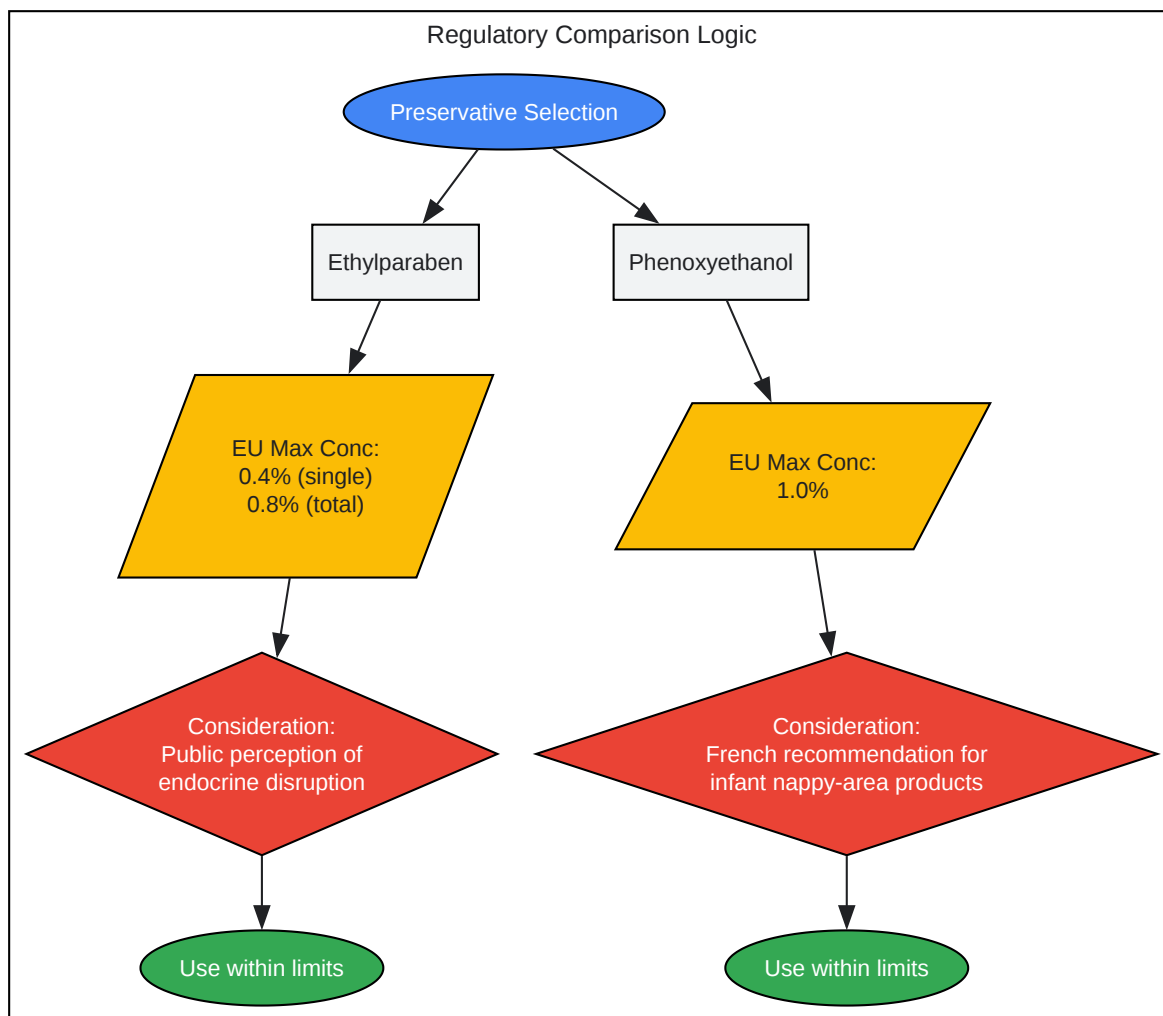 Regulatory Comparison Logic
Preservative Selection
Ethylparaben
Phenoxyethanol
EU Max Conc:
0.4% (single)
0.8% (total)
EU Max Conc:
1.0%
Consideration:
Public perception of
endocrine disruption
Consideration:
French recommendation for
infant nappy-area products
Use within limits
Use within limits